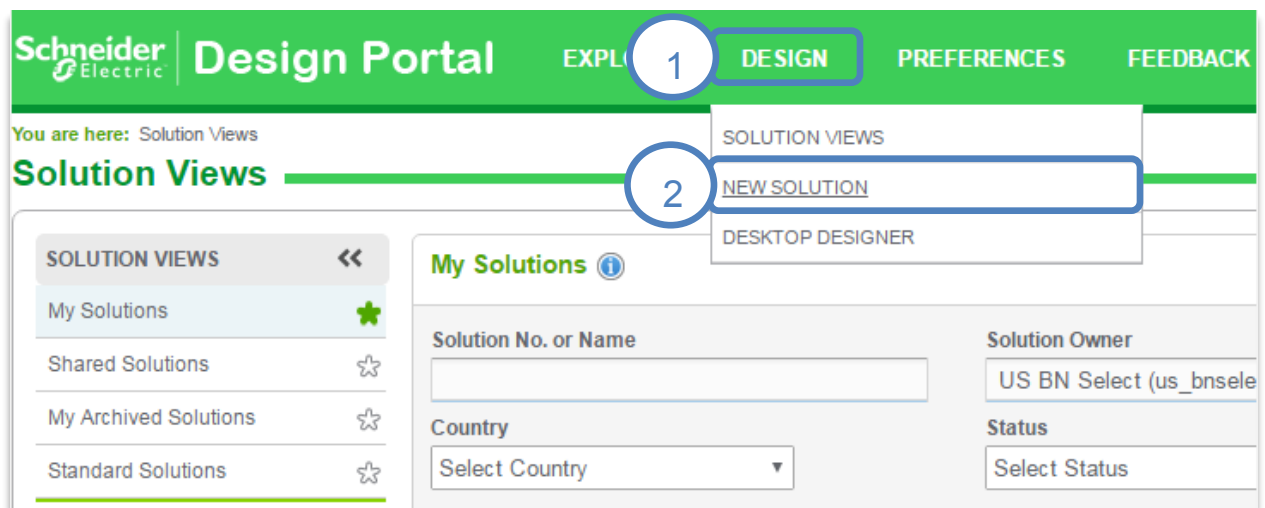 Schneider Electric Design Portal EXPL 1 DESIGN PREFERENCES FEEDBACK
You are here: Solution Views
SOLUTION VIEWS
Solution Views
2 NEW SOLUTION
DESKTOP DESIGNER
SOLUTION VIEWS
My Solutions
Shared Solutions
My Archived Solutions
Standard Solutions
My Solutions
Solution No. or Name
Solution Owner
US BN Select (us_bnsele
Country
Status
Select Country
Select Status